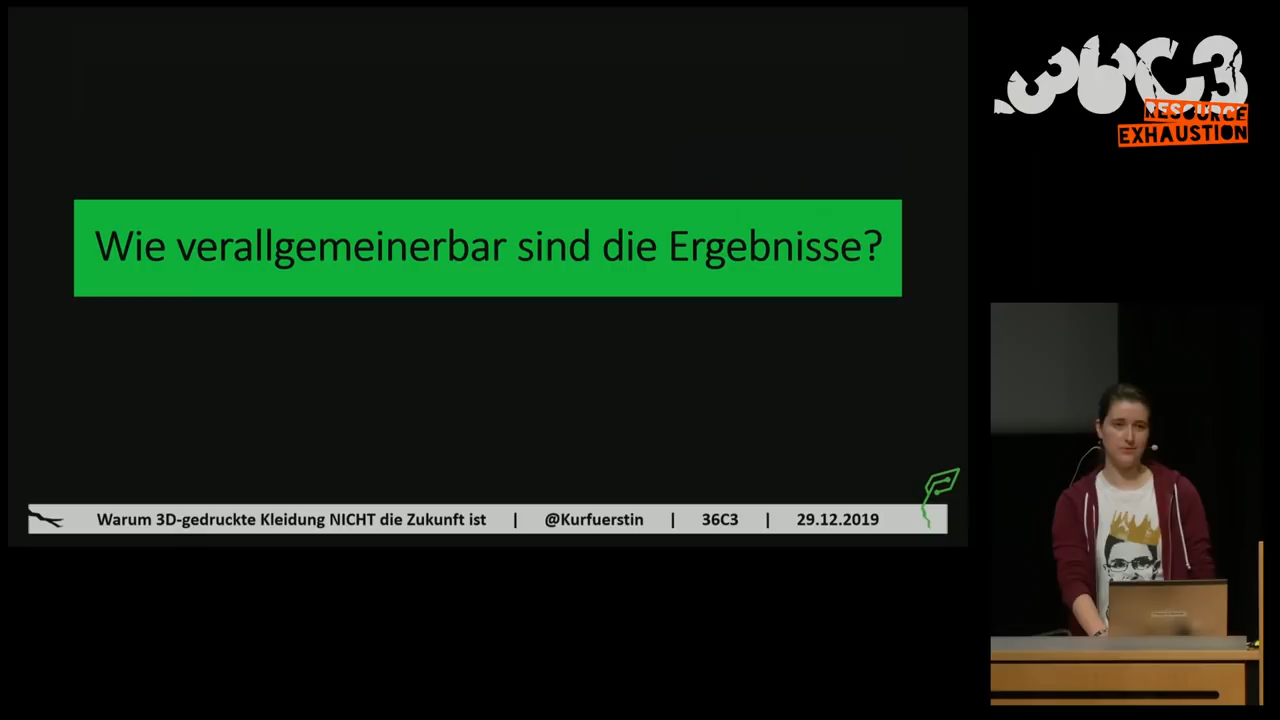 Wie verallgemeinerbar sind die Ergebnisse?
Warum 3D-gedruckte Kleidung NICHT die Zukunft ist | @Kurfuerstin | 36C3 | 29.12.2019
36C3
RESOURCE
EXHAUSTION